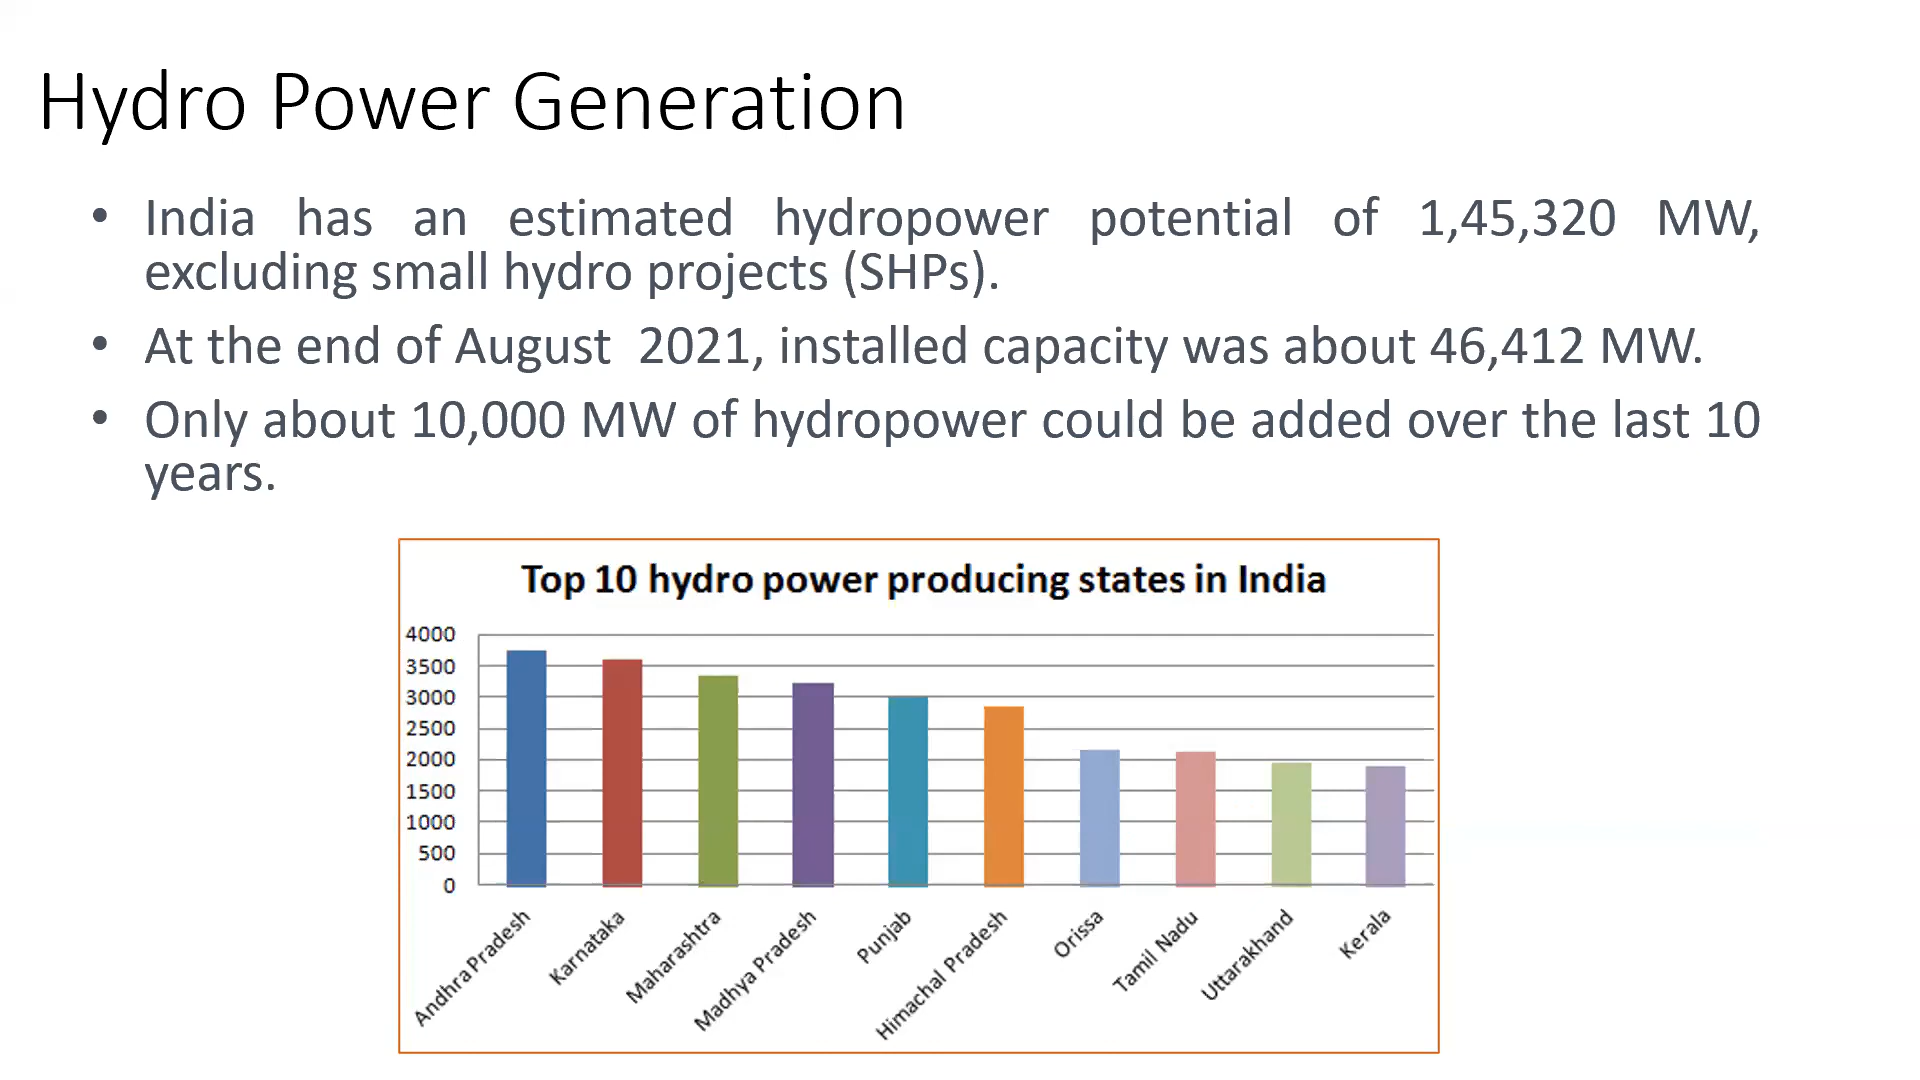 Hydro Power Generation
• India has an estimated hydropower potential of 1,45,320 MW,
excluding small hydro projects (SHPs).
• At the end of August  2021, installed capacity was about 46,412 MW.
• Only about 10,000 MW of hydropower could be added over the last 10
years.
Top 10 hydro power producing states in India
4000
3500
3000
2500
2000
1500
1000
500
0
Andhra Pradesh
Karnataka
Maharashtra
Madhya Pradesh
Punjab
Himachal Pradesh
Orissa
Tamil Nadu
Uttarakhand
Kerala